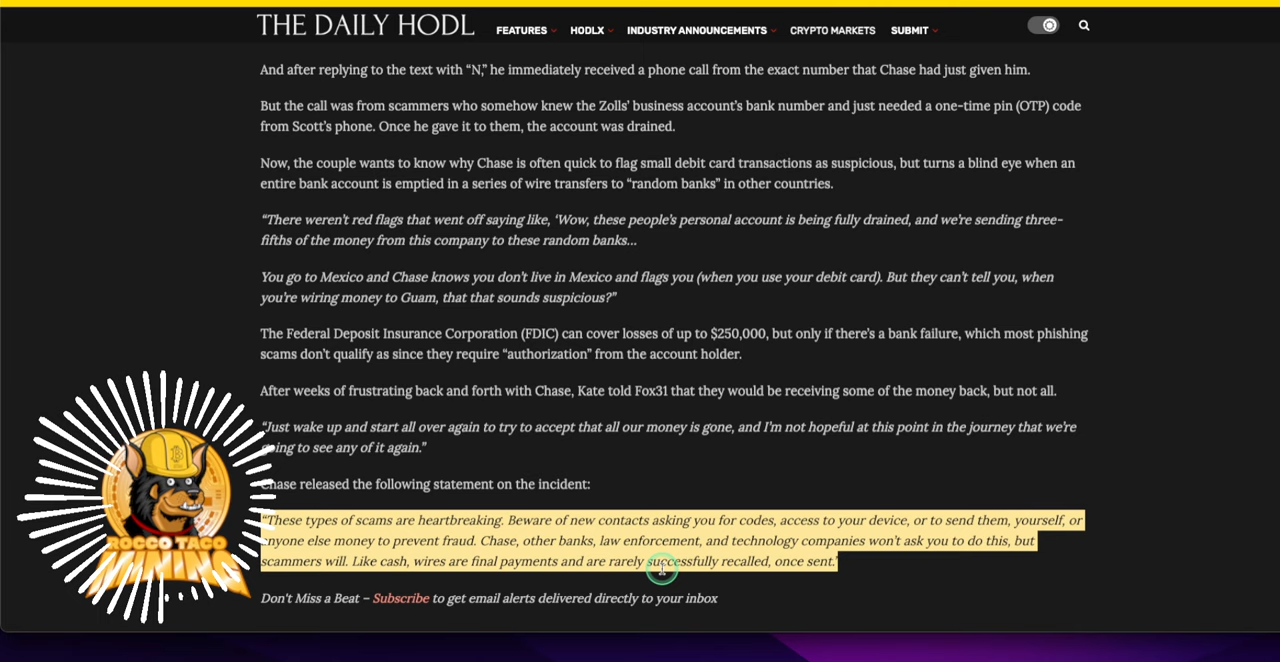 THE DAILY HODL
FEATURES HODLX INDUSTRY ANNOUNCEMENTS CRYPTO MARKETS SUBMIT
And after replying to the text with “N,” he immediately received a phone call from the exact number that Chase had just given him.
But the call was from scammers who somehow knew the Zolls’ business account’s bank number and just needed a one-time pin (OTP) code
from Scott’s phone. Once he gave it to them, the account was drained.
Now, the couple wants to know why Chase is often quick to flag small debit card transactions as suspicious, but turns a blind eye when an
entire bank account is emptied in a series of wire transfers to “random banks” in other countries.
“There weren’t red flags that went off saying like, ‘Wow, these people’s personal account is being fully drained, and we’re sending three-
fifths of the money from this company to these random banks…
You go to Mexico and Chase knows you don’t live in Mexico and flags you (when you use your debit card). But they can’t tell you, when
you’re wiring money to Guam, that that sounds suspicious?”
The Federal Deposit Insurance Corporation (FDIC) can cover losses of up to $250,000, but only if there’s a bank failure, which most phishing
scams don’t qualify as since they require “authorization” from the account holder.
After weeks of frustrating back and forth with Chase, Kate told Fox31 that they would be receiving some of the money back, but not all.
“Just wake up and start all over again to try to accept that all our money is gone, and I’m not hopeful at this point in the journey that we’re
going to see any of it again.”
Chase released the following statement on the incident:
“These types of scams are heartbreaking. Beware of new contacts asking you for codes, access to your device, or to send them, yourself, or
anyone else money to prevent fraud. Chase, other banks, law enforcement, and technology companies won’t ask you to do this, but
scammers will. Like cash, wires are final payments and are rarely successfully recalled, once sent.”
Don't Miss a Beat – Subscribe to get email alerts delivered directly to your inbox
ROCCO TACO
MINING